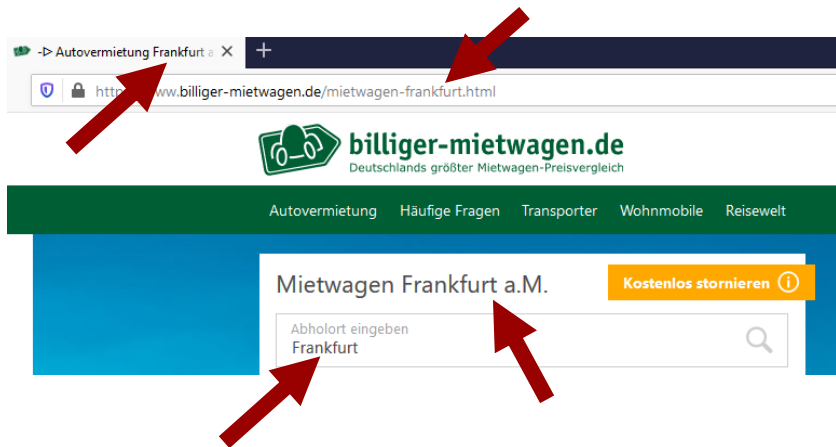 -▷ Autovermietung Frankfurt a
www.billiger-mietwagen.de/mietwagen-frankfurt.html
billiger-mietwagen.de
Deutschlands größter Mietwagen-Preisvergleich
Autovermietung Häufige Fragen Transporter Wohnmobile Reisewelt
Mietwagen Frankfurt a.M.
Kostenlos stornieren
Abholort eingeben
Frankfurt